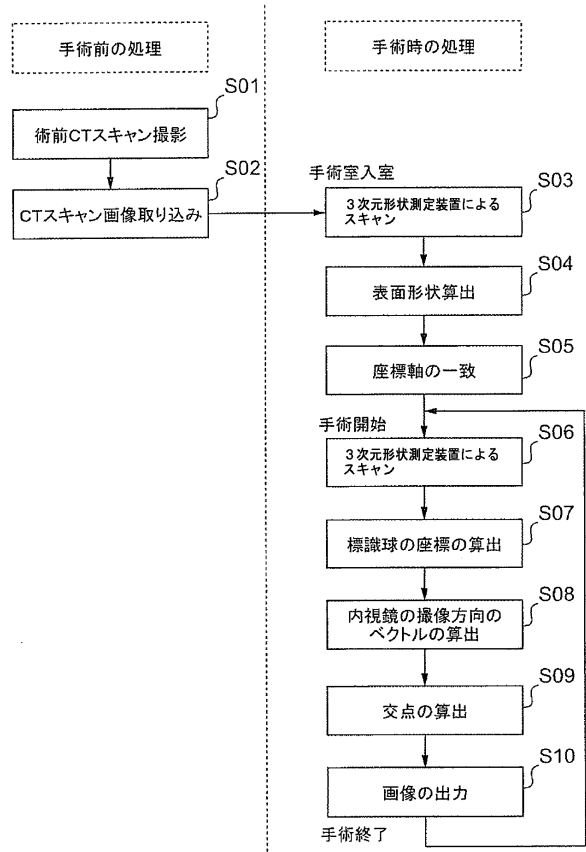 手術前の処理
手術時の処理
S01
術前CTスキャン撮影
S02
CTスキャン画像取り込み
手術室入室
S03
3次元形状測定装置による
スキャン
S04
表面形状算出
S05
座標軸の一致
手術開始
S06
3次元形状測定装置による
スキャン
S07
標識球の座標の算出
S08
内視鏡の撮像方向の
ベクトルの算出
S09
交点の算出
S10
画像の出力
手術終了